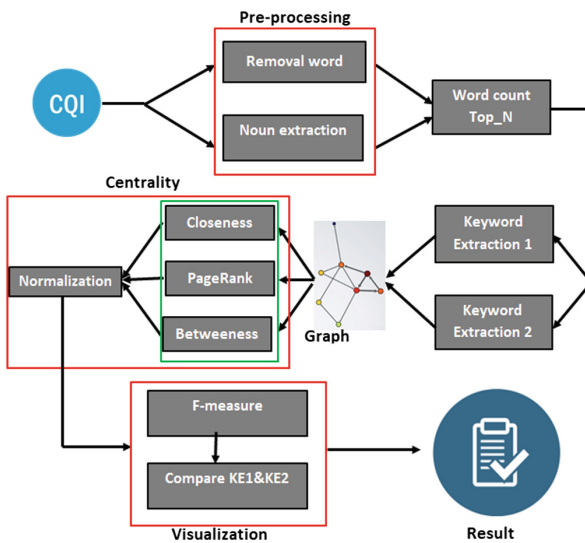 Pre-processing
Removal word
CQI
Noun extraction
Word count
Top_N
Centrality
Closeness
Normalization
PageRank
Betweeness
Graph
Keyword
Extraction 1
Keyword
Extraction 2
F-measure
Compare KE1&KE2
Visualization
Result